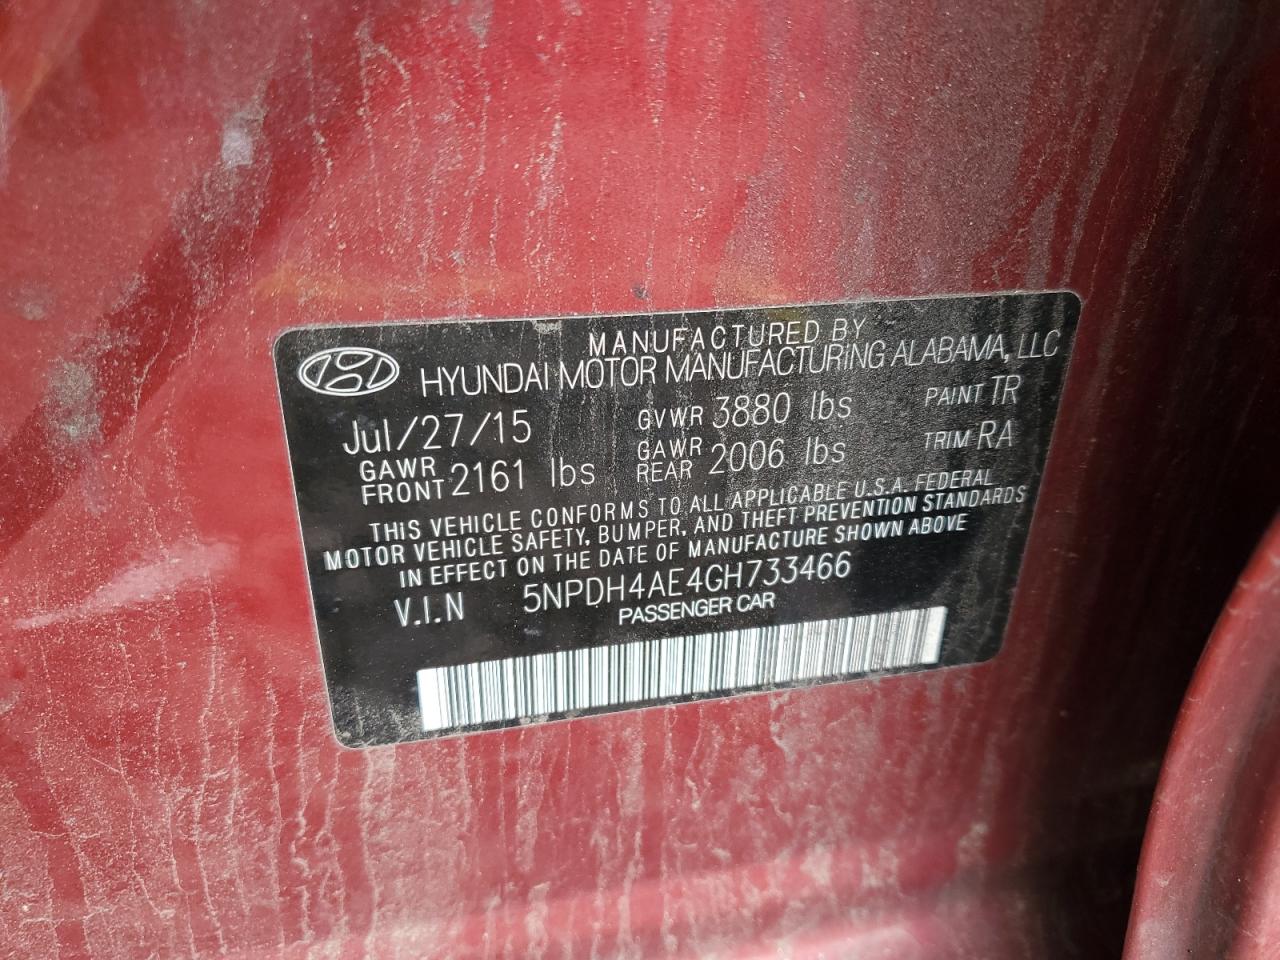 MANUFACTURED BY
HYUNDAI MOTOR MANUFACTURING ALABAMA, LLC
Jul/27/15 GVWR 3880 lbs PAINT TR
GAWR FRONT 2161 lbs GAWR REAR 2006 lbs TRIM RA
THIS VEHICLE CONFORMS TO ALL APPLICABLE U.S.A. FEDERAL
MOTOR VEHICLE SAFETY, BUMPER, AND THEFT PREVENTION STANDARDS
IN EFFECT ON THE DATE OF MANUFACTURE SHOWN ABOVE
V.I.N 5NPDH4AE4GH733466
PASSENGER CAR